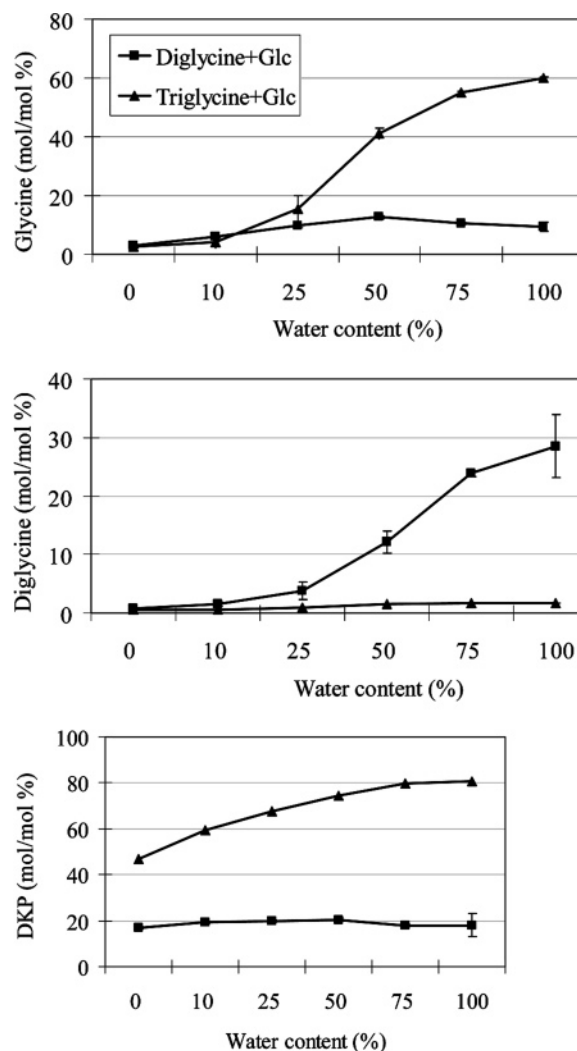 Glycine (mol/mol %)
80
60
40
20
0
Diglycine+Glc
Triglycine+Glc
0 10 25 50 75 100
Water content (%)
Diglycine (mol/mol %)
40
30
20
10
0
0 10 25 50 75 100
Water content (%)
DKP (mol/mol %)
100
80
60
40
20
0
0 10 25 50 75 100
Water content (%)